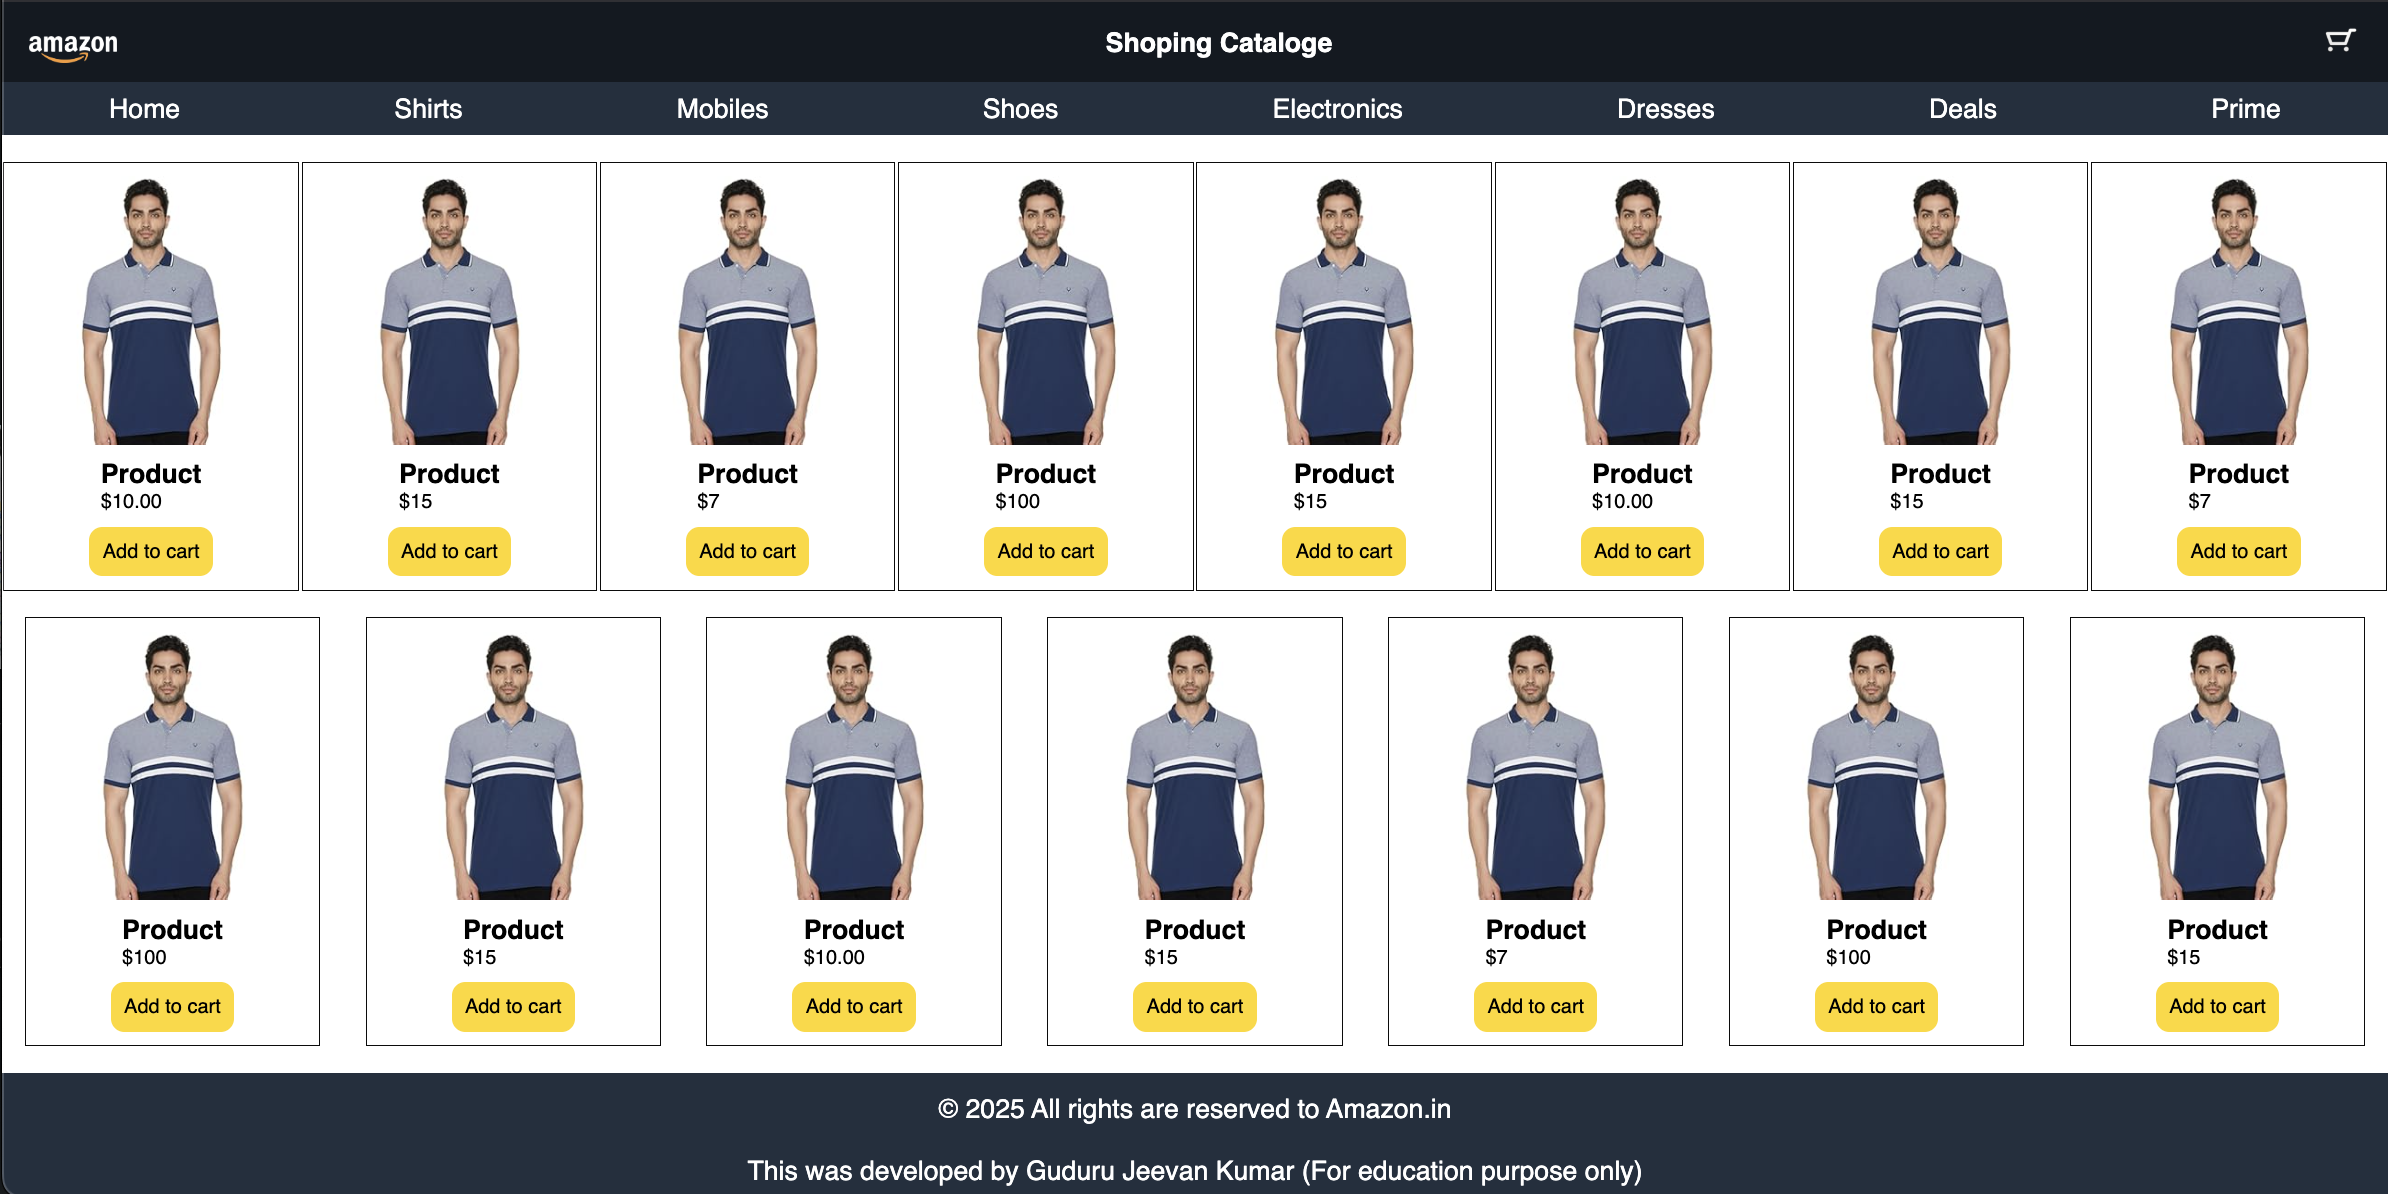 amazon
Shoping Cataloge
Home Shirts Mobiles Shoes Electronics Dresses Deals Prime
Product Product Product Product Product Product Product Product
$10.00 $15 $7 $100 $15 $10.00 $15 $7
Add to cart Add to cart Add to cart Add to cart Add to cart Add to cart Add to cart Add to cart
Product Product Product Product Product Product Product
$100 $15 $10.00 $15 $7 $100 $15
Add to cart Add to cart Add to cart Add to cart Add to cart Add to cart Add to cart
© 2025 All rights are reserved to Amazon.in
This was developed by Guduru Jeevan Kumar (For education purpose only)